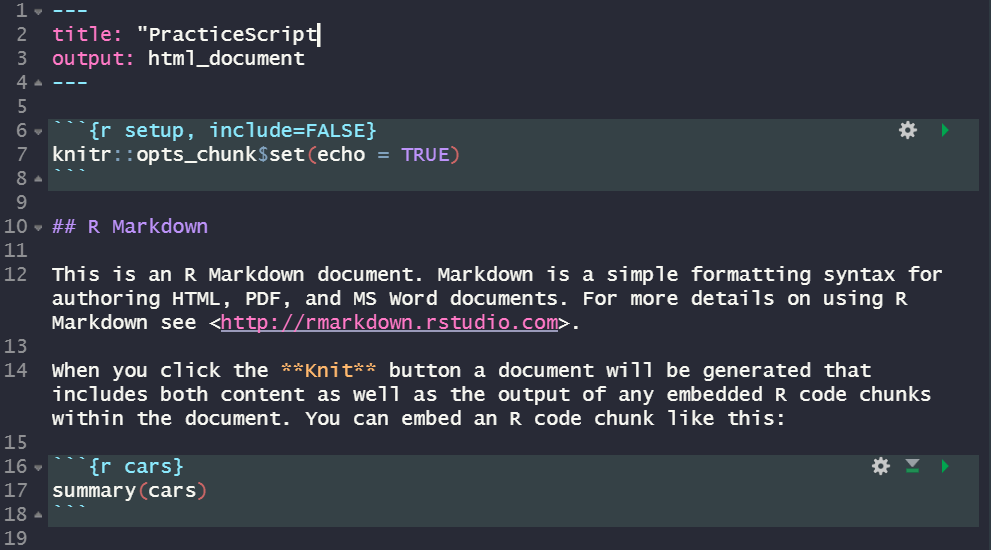 1 ---
2 title: "PracticeScript
3 output: html_document
4 ---
5
6 ```{r setup, include=FALSE}
7 knitr::opts_chunk$set(echo = TRUE)
8 ```
9
10 ## R Markdown
11
12 This is an R Markdown document. Markdown is a simple formatting syntax for
authoring HTML, PDF, and MS Word documents. For more details on using R
Markdown see <http://rmarkdown.rstudio.com>.
13
14 When you click the **Knit** button a document will be generated that
includes both content as well as the output of any embedded R code chunks
within the document. You can embed an R code chunk like this:
15
16 ```{r cars}
17 summary(cars)
18 ```
19